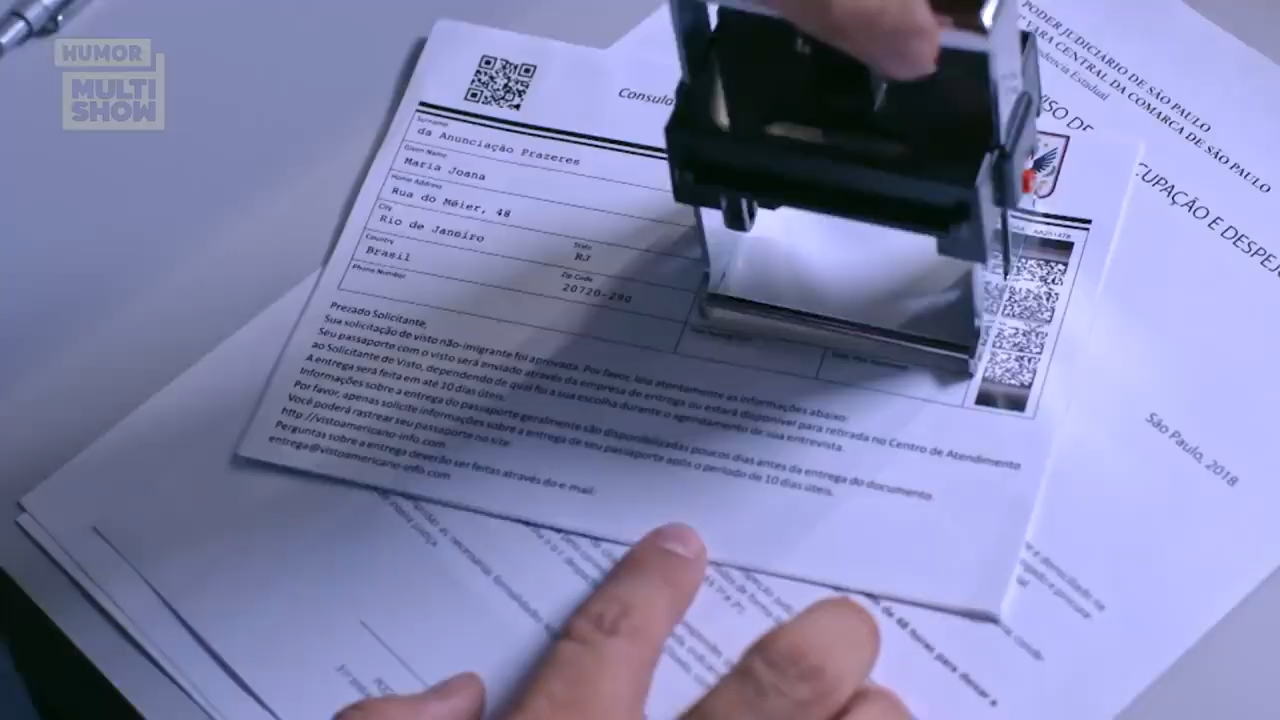 HUMOR
MULTI
SHOW
PODER JUDICIÁRIO DE SÃO PAULO
VARA CENTRAL DA COMARCA DE SÃO PAULO
Estadual
Surname
da Anunciação Prazeres
Given Name
Maria Joana
Home Address
Rua do Méier, 48
City
Rio de Janeiro
State
RJ
Country
Brasil
Zip Code
20720-290
Phone Number
Prezado Solicitante,
Sua solicitação de visto não-imigrante foi aprovada. Por favor, leia atentamente as informações abaixo:
Seu passaporte com o visto será enviado através da empresa de entrega ou estará disponível para retirada no Centro de Atendimento
ao Solicitante de Visto, dependendo de qual foi a sua escolha durante o agendamento de sua entrevista.
A entrega será feita em até 10 dias úteis.
Informações sobre a entrega do passaporte geralmente são disponibilizadas poucos dias antes da entrega do documento.
Por favor, apenas solicite informações sobre a entrega de seu passaporte após o período de 10 dias úteis.
Você poderá rastrear seu passaporte no site:
http://vistoamericano-info.com
Perguntas sobre a entrega deverão ser feitas através do e-mail:
entrega@vistoamericano-info.com
São Paulo, 2018
de 48 horas para